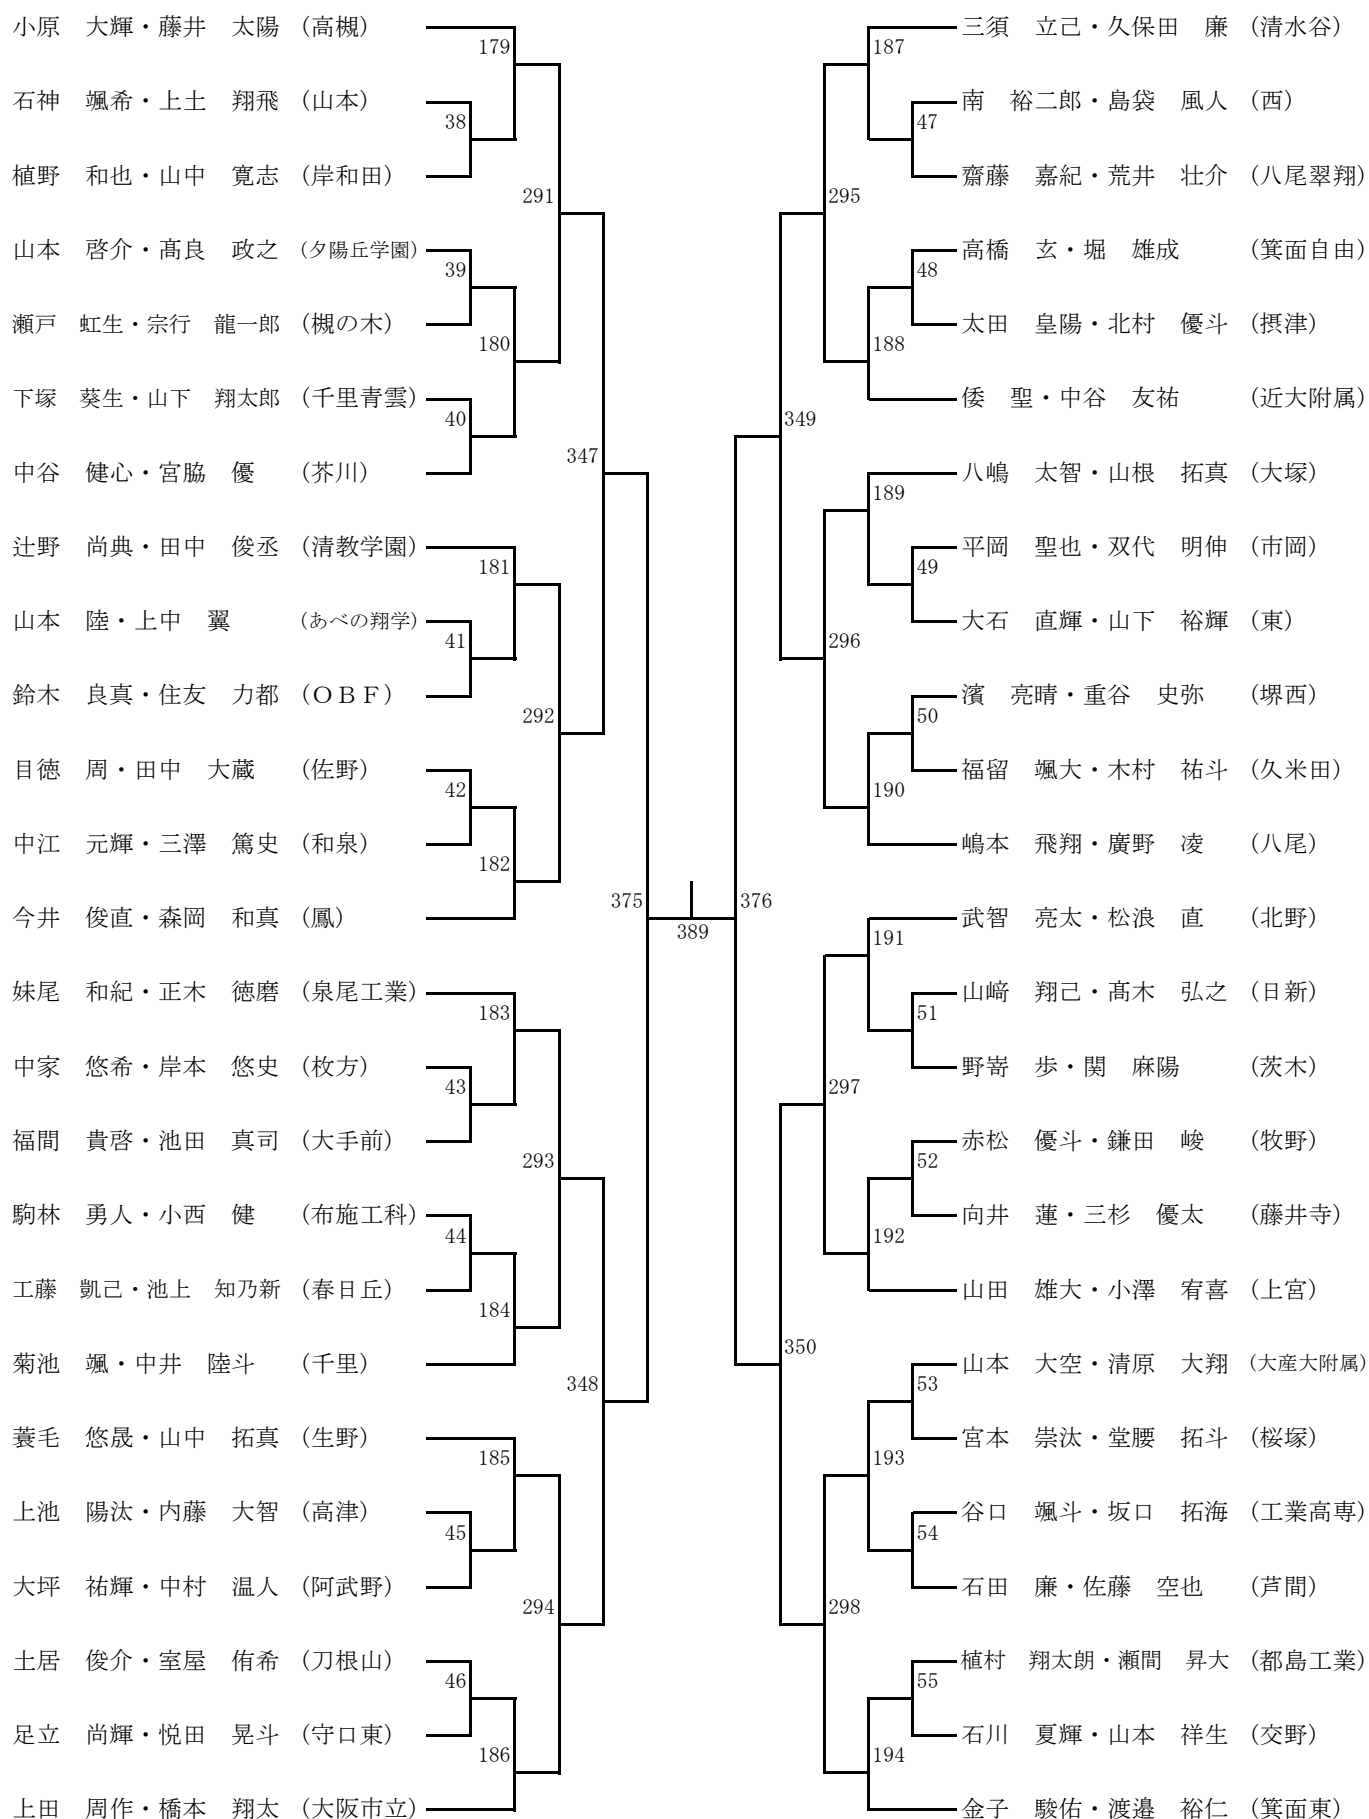 小原　大輝・藤井　太陽（高槻）
179
石神　颯希・上土　翔飛（山本）
38
植野　和也・山中　寛志（岸和田）
291
山本　啓介・髙良　政之（夕陽丘学園）
39
瀬戸　虹生・宗行　龍一郎（槻の木）
180
下塚　葵生・山下　翔太郎（千里青雲）
40
中谷　健心・宮脇　優（芥川）
347
辻野　尚典・田中　俊丞（清教学園）
181
山本　陸・上中　翼（あべの翔学）
41
鈴木　良真・住友　力都（ＯＢＦ）
292
目徳　周・田中　大蔵（佐野）
42
中江　元輝・三澤　篤史（和泉）
182
今井　俊直・森岡　和真（鳳）
375
妹尾　和紀・正木　徳磨（泉尾工業）
183
中家　悠希・岸本　悠史（枚方）
43
福間　貴啓・池田　真司（大手前）
293
駒林　勇人・小西　健（布施工科）
44
工藤　凱己・池上　知乃新（春日丘）
184
菊池　颯・中井　陸斗（千里）
348
蓑毛　悠晟・山中　拓真（生野）
185
上池　陽汰・内藤　大智（高津）
45
大坪　祐輝・中村　温人（阿武野）
294
土居　俊介・室屋　侑希（刀根山）
46
足立　尚輝・悦田　晃斗（守口東）
186
上田　周作・橋本　翔太（大阪市立）
389
三須　立己・久保田　廉（清水谷）
187
南　裕二郎・島袋　風人（西）
47
齋藤　嘉紀・荒井　壮介（八尾翠翔）
295
高橋　玄・堀　雄成（箕面自由）
48
太田　皇陽・北村　優斗（摂津）
188
倭　聖・中谷　友祐（近大附属）
349
八嶋　太智・山根　拓真（大塚）
189
平岡　聖也・双代　明伸（市岡）
49
大石　直輝・山下　裕輝（東）
296
濱　亮晴・重谷　史弥（堺西）
50
福留　颯大・木村　祐斗（久米田）
190
嶋本　飛翔・廣野　凌（八尾）
376
武智　亮太・松浪　直（北野）
191
山﨑　翔己・髙木　弘之（日新）
51
野嵜　歩・関　麻陽（茨木）
297
赤松　優斗・鎌田　峻（牧野）
52
向井　蓮・三杉　優太（藤井寺）
192
山田　雄大・小澤　宥喜（上宮）
350
山本　大空・清原　大翔（大産大附属）
53
宮本　崇汰・堂腰　拓斗（桜塚）
193
谷口　颯斗・坂口　拓海（工業高専）
54
石田　廉・佐藤　空也（芦間）
298
植村　翔太朗・瀬間　昇大（都島工業）
55
石川　夏輝・山本　祥生（交野）
194
金子　駿佑・渡邉　裕仁（箕面東）